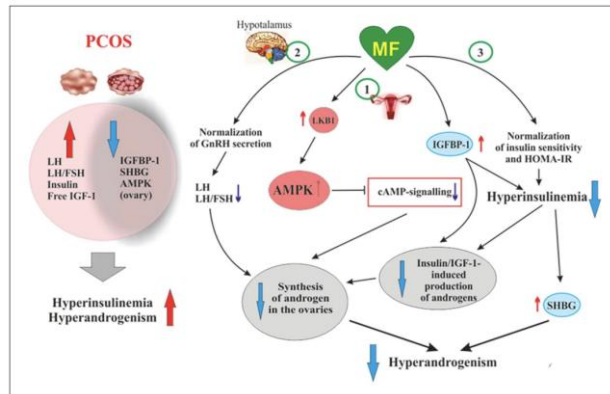 PCOS
LH
LH/FSH
Insulin
Free IGF-1
IGFBP-1
SHBG
AMPK
(ovary)
Hyperinsulinemia
Hyperandrogenism
Hypotalamus
2
MF
3
1
Normalization
of GnRH secretion
LKB1
IGFBP-1
Normalization
of insulin sensitivity
and HOMA-IR
LH
LH/FSH
AMPK
cAMP-signalling
Hyperinsulinemia
Synthesis
of androgen
in the ovaries
Insulin/IGF-1-
induced
production
of androgens
SHBG
Hyperandrogenism